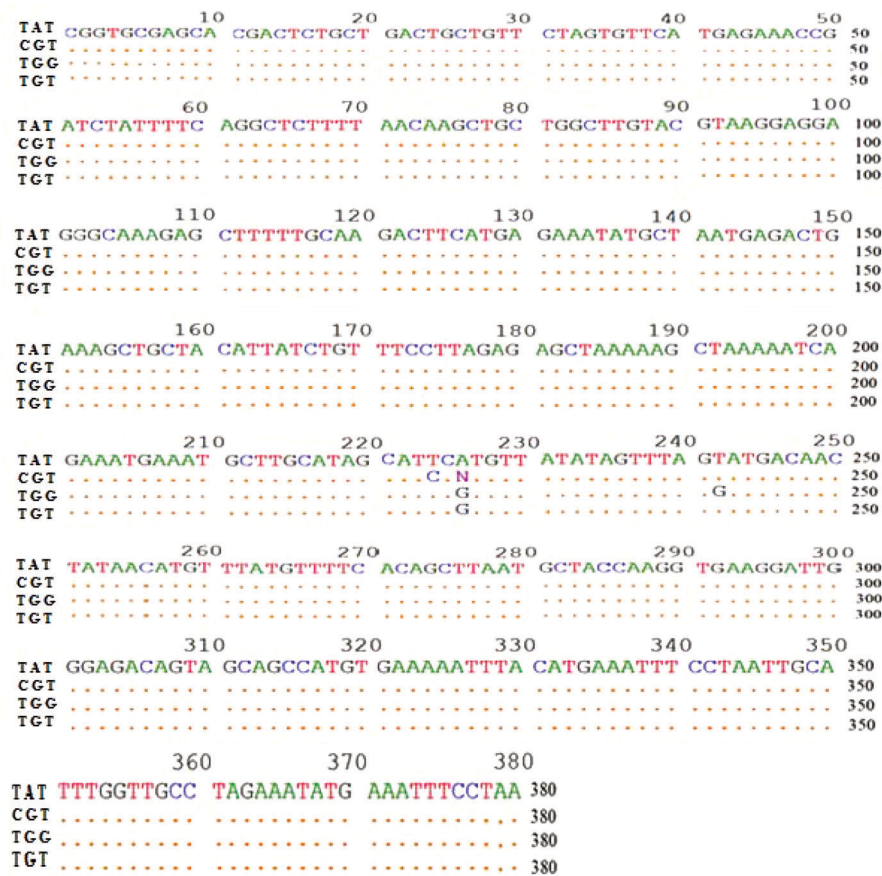 10 20 30 40 50
TAT CGGTGCGAGCA CGACTCTGCT GACTGCTGTT CTAGTGTTCA TGAGAAACCG 50
CGT .......... .......... .......... .......... .......... 50
TGG .......... .......... .......... .......... .......... 50
TGT .......... .......... .......... .......... .......... 50
60 70 80 90 100
TAT ATCTATTTTC AGGCTCTTTT AACAAGCTGC TGGCTTGTAC GTAAGGAGGA 100
CGT .......... .......... .......... .......... .......... 100
TGG .......... .......... .......... .......... .......... 100
TGT .......... .......... .......... .......... .......... 100
110 120 130 140 150
TAT GGGCAAAGAG CTTTTTGCAA GACTTCATGA GAAATATGCT AATGAGACTG 150
CGT .......... .......... .......... .......... .......... 150
TGG .......... .......... .......... .......... .......... 150
TGT .......... .......... .......... .......... .......... 150
160 170 180 190 200
TAT AAAGCTGCTA CATTATCTGT TTCCTTAGAG AGCTAAAAAG CTAAAAATCA 200
CGT .......... .......... .......... .......... .......... 200
TGG .......... .......... .......... .......... .......... 200
TGT .......... .......... .......... .......... .......... 200
210 220 230 240 250
TAT GAAATGAAAT GCTTGCATAG CATTCATGTT ATATAGTTTA GTATGACAAC 250
CGT .......... .......... ...C.N.... .......... .......... 250
TGG .......... .......... .....G.... .......... .G........ 250
TGT .......... .......... .....G.... .......... .......... 250
260 270 280 290 300
TAT TATAACATGT TTATGTTTTC ACAGCTTAAT GCTACCAAGG TGAAGGATTG 300
CGT .......... .......... .......... .......... .......... 300
TGG .......... .......... .......... .......... .......... 300
TGT .......... .......... .......... .......... .......... 300
310 320 330 340 350
TAT GGAGACAGTA GCAGCCATGT GAAAAATTTA CATGAAATTT CCTAATTGCA 350
CGT .......... .......... .......... .......... .......... 350
TGG .......... .......... .......... .......... .......... 350
TGT .......... .......... .......... .......... .......... 350
360 370 380
TAT TTTGGTTGCC TAGAAATATG AAATTTCCTAA 380
CGT .......... .......... .......... 380
TGG .......... .......... .......... 380
TGT .......... .......... .......... 380